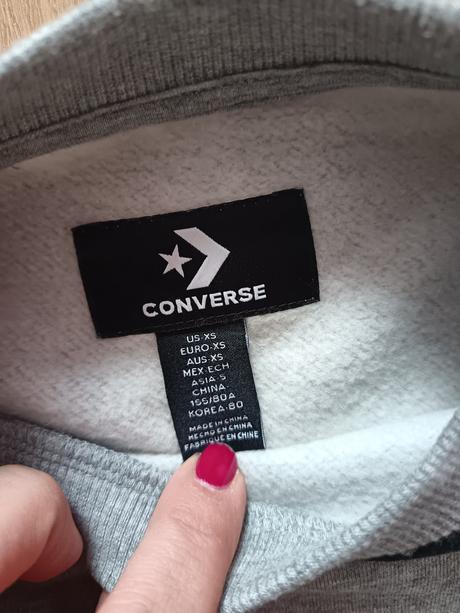 CONVERSE
US·XS
EURO·XS
AUS·XS
MEX·ECH
ASIA·S
CHINA·
155/80A
KOREA·80
MADE IN CHINA
HECHO EN CHINA
FABRIQUÉ EN CHINE